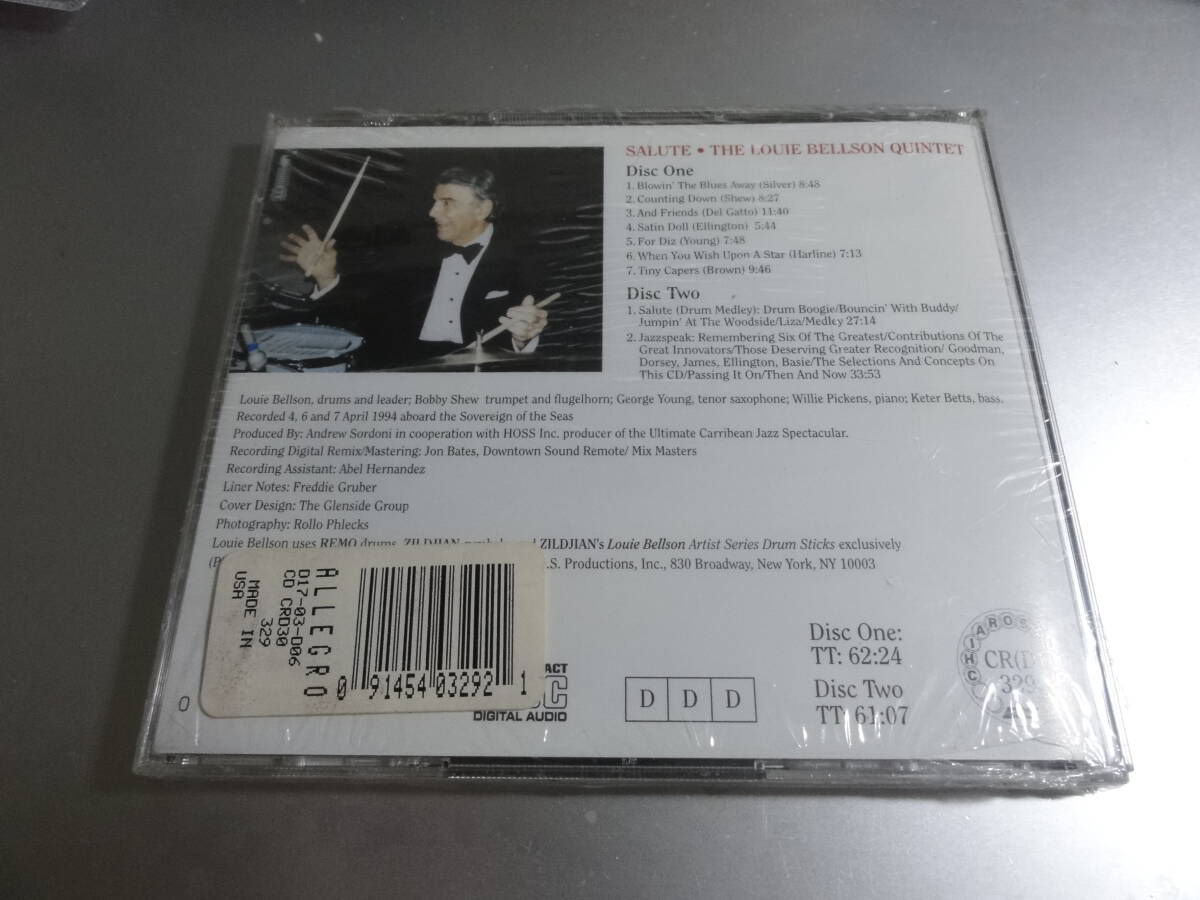 SALUTE • THE LOUIE BELLSON QUINTET
Disc One
1. Blowin' The Blues Away (Silver) 8:48
2. Counting Down (Shew) 8:27
3. And Friends (Del Gatto) 11:40
4. Satin Doll (Ellington) 5:44
5. For Diz (Young) 7:48
6. When You Wish Upon A Star (Harline) 7:13
7. Tiny Capers (Brown) 9:46
Disc Two
1. Salute (Drum Medley): Drum Boogie/Bouncin' With Buddy/
Jumpin' At The Woodside/Liza/Medley 27:14
2. Jazzspeak: Remembering Six Of The Greatest/Contributions Of The
Great Innovators/Those Deserving Greater Recognition/ Goodman,
Dorsey, James, Ellington, Basie/The Selections And Concepts On
This CD/Passing It On/Then And Now 33:53
Louie Bellson, drums and leader; Bobby Shew trumpet and flugelhorn; George Young, tenor saxophone; Willie Pickens, piano; Keter Betts, bass.
Recorded 4, 6 and 7 April 1994 aboard the Sovereign of the Seas
Produced By: Andrew Sordoni in cooperation with HOSS Inc. producer of the Ultimate Carribean Jazz Spectacular.
Recording Digital Remix/Mastering: Jon Bates, Downtown Sound Remote/ Mix Masters
Recording Assistant: Abel Hernandez
Liner Notes: Freddie Gruber
Cover Design: The Glenside Group
Photography: Rollo Phlecks
Louie Bellson uses REMO drums, ZILDJIAN ZILDJIAN's Louie Bellson Artist Series Drum Sticks exclusively
.S. Productions, Inc., 830 Broadway, New York, NY 10003
ALLEGRO
D17-03-D06
CD CRD30
329
MADE IN
USA
0 91454 03292 1
0
DIGITAL AUDIO
D D D
Disc One:
TT: 62:24
Disc Two
TT: 61:07
CHIAROS
CR(D)
329